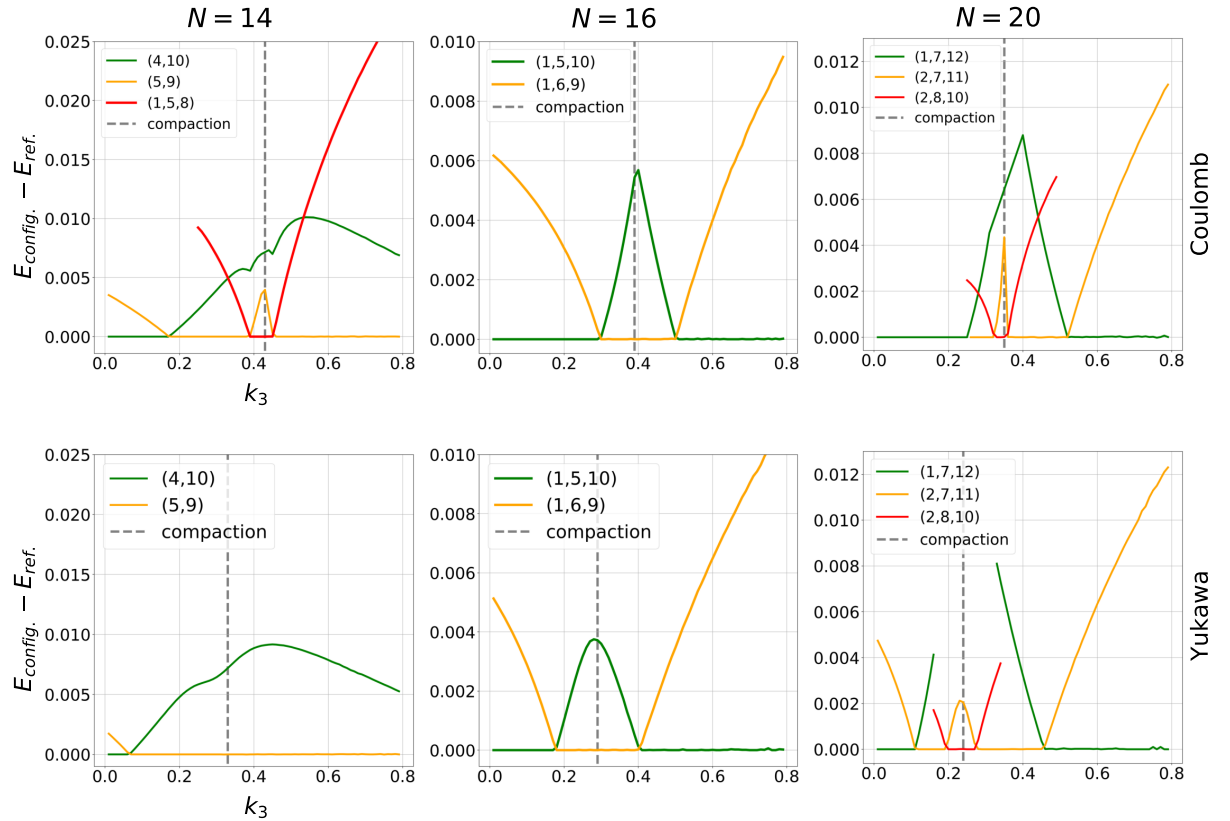 N = 14
N = 16
N = 20
E_config. − E_ref.
0.025
0.020
0.015
0.010
0.005
0.000
(4,10)
(5,9)
(1,5,8)
compaction
0.0 0.2 0.4 0.6 0.8
k_3
0.010
0.008
0.006
0.004
0.002
0.000
(1,5,10)
(1,6,9)
compaction
0.0 0.2 0.4 0.6 0.8
0.012
0.010
0.008
0.006
0.004
0.002
0.000
(1,7,12)
(2,7,11)
(2,8,10)
compaction
0.0 0.2 0.4 0.6 0.8
Coulomb
E_config. − E_ref.
0.025
0.020
0.015
0.010
0.005
0.000
(4,10)
(5,9)
compaction
0.0 0.2 0.4 0.6 0.8
k_3
0.010
0.008
0.006
0.004
0.002
0.000
(1,5,10)
(1,6,9)
compaction
0.0 0.2 0.4 0.6 0.8
0.012
0.010
0.008
0.006
0.004
0.002
0.000
(1,7,12)
(2,7,11)
(2,8,10)
compaction
0.0 0.2 0.4 0.6 0.8
Yukawa